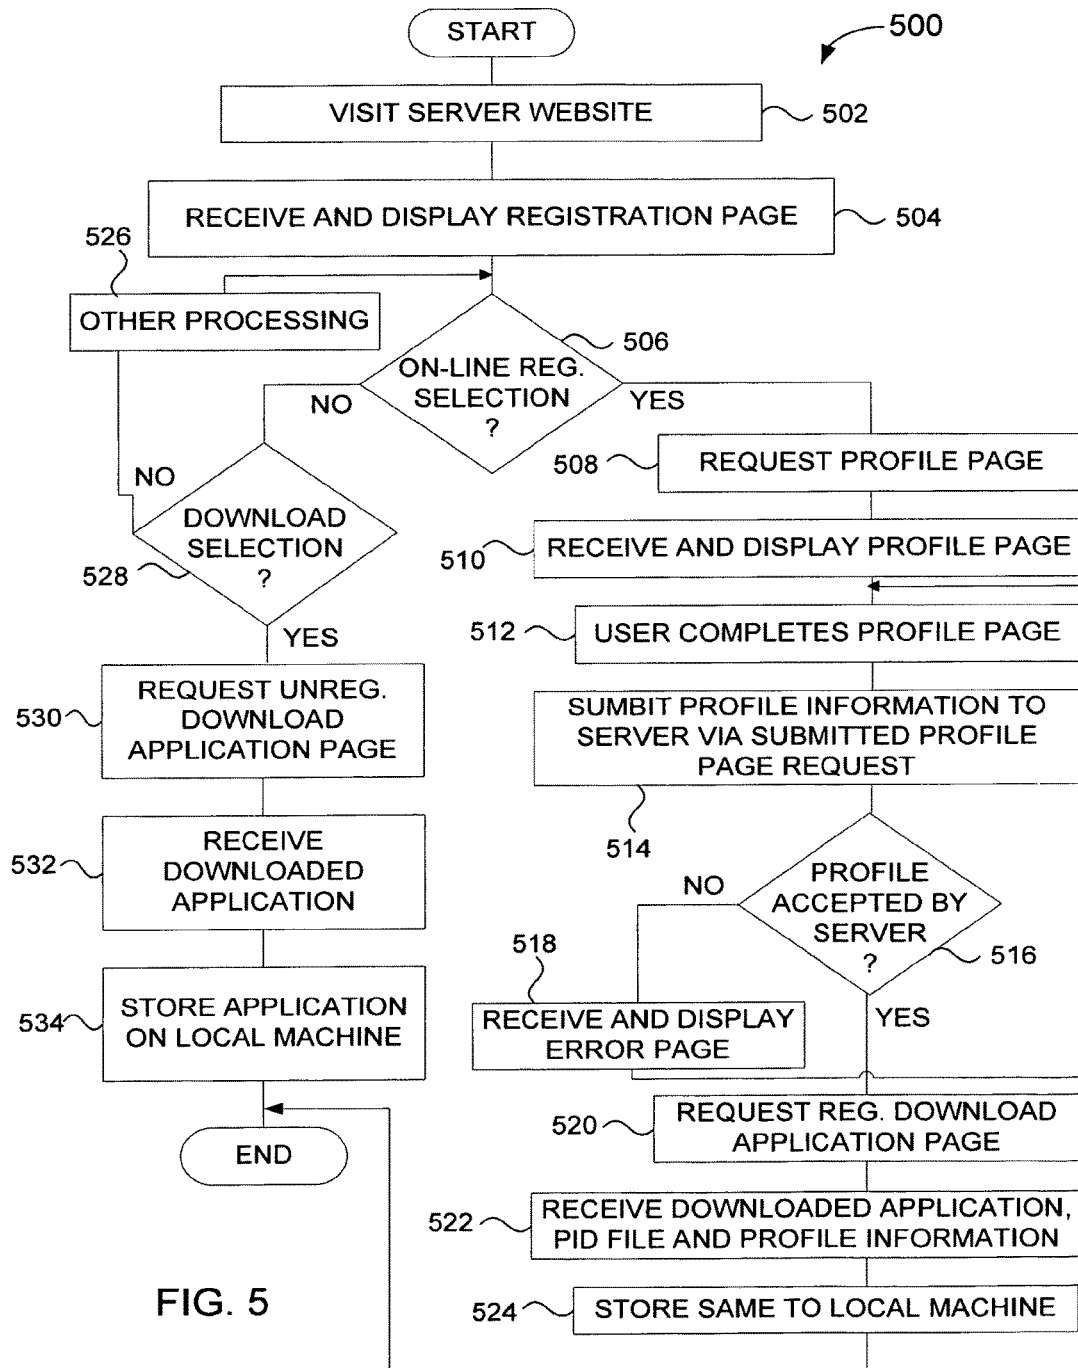 START
500
VISIT SERVER WEBSITE
502
RECEIVE AND DISPLAY REGISTRATION PAGE
504
526
OTHER PROCESSING
506
ON-LINE REG.
SELECTION
?
NO
YES
508
REQUEST PROFILE PAGE
NO
DOWNLOAD
SELECTION
?
528
YES
510
RECEIVE AND DISPLAY PROFILE PAGE
512
USER COMPLETES PROFILE PAGE
530
REQUEST UNREG.
DOWNLOAD
APPLICATION PAGE
SUMBIT PROFILE INFORMATION TO
SERVER VIA SUBMITTED PROFILE
PAGE REQUEST
514
532
RECEIVE
DOWNLOADED
APPLICATION
PROFILE
ACCEPTED BY
SERVER
?
NO
516
YES
518
RECEIVE AND DISPLAY
ERROR PAGE
534
STORE APPLICATION
ON LOCAL MACHINE
END
520
REQUEST REG. DOWNLOAD
APPLICATION PAGE
522
RECEIVE DOWNLOADED APPLICATION,
PID FILE AND PROFILE INFORMATION
524
STORE SAME TO LOCAL MACHINE
FIG. 5